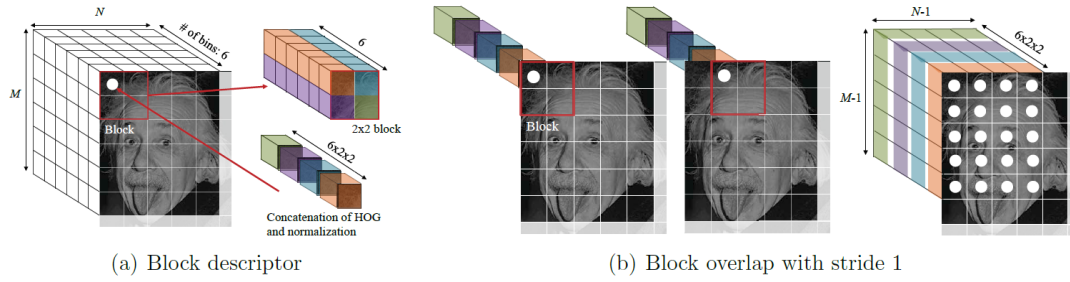 N
# of bins: 6
M
Block
6
2x2 block
6x2x2
Concatenation of HOG
and normalization
(a) Block descriptor
Block
(b) Block overlap with stride 1
N-1
6x2x2
M-1